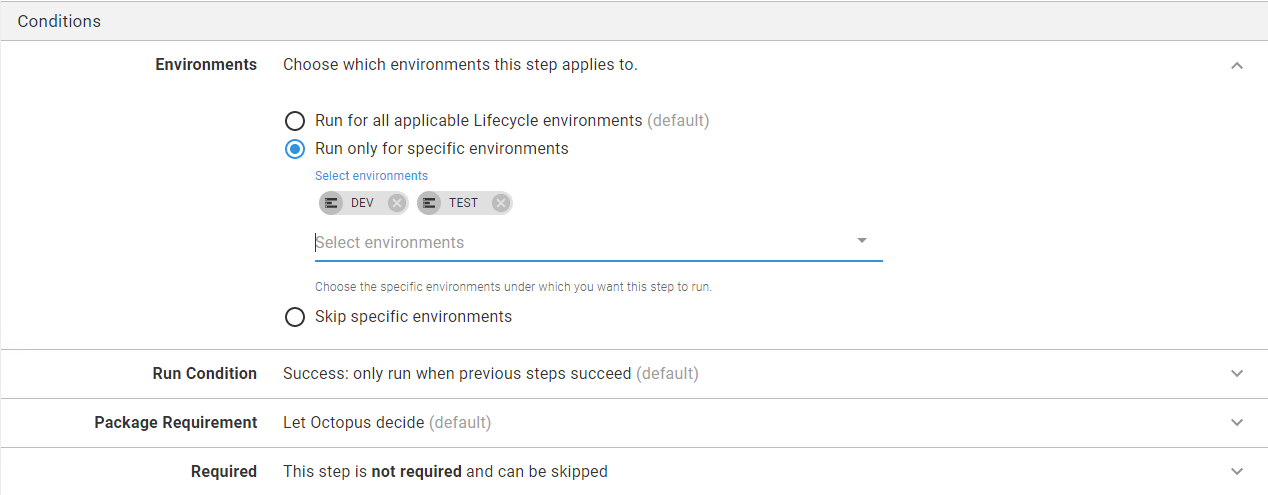 Conditions
Environments Choose which environments this step applies to.
Run for all applicable Lifecycle environments (default)
Run only for specific environments
Select environments
DEV TEST
Select environments
Choose the specific environments under which you want this step to run.
Skip specific environments
Run Condition Success: only run when previous steps succeed (default)
Package Requirement Let Octopus decide (default)
Required This step is not required and can be skipped